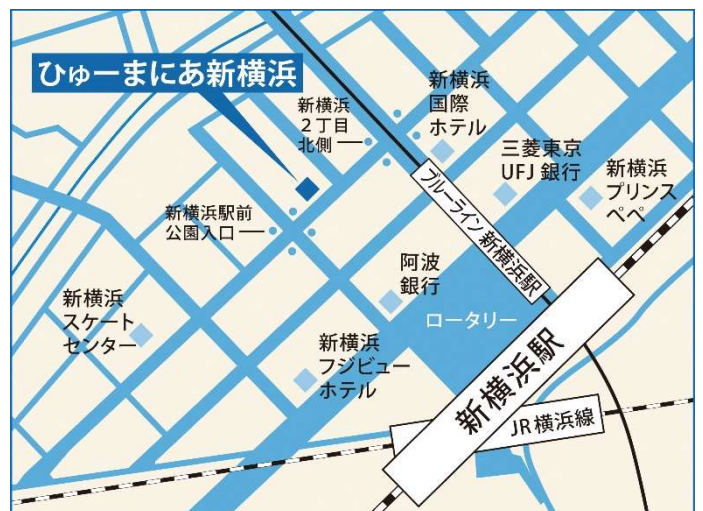 ひゅーまにあ新横浜
新横浜
2丁目
北側
新横浜
国際
ホテル
三菱東京
UFJ銀行
新横浜
プリンス
ペペ
新横浜駅前
公園入口
ブルーライン新横浜駅
阿波
銀行
ロータリー
新横浜
スケート
センター
新横浜
フジビュー
ホテル
新横浜駅
JR横浜線